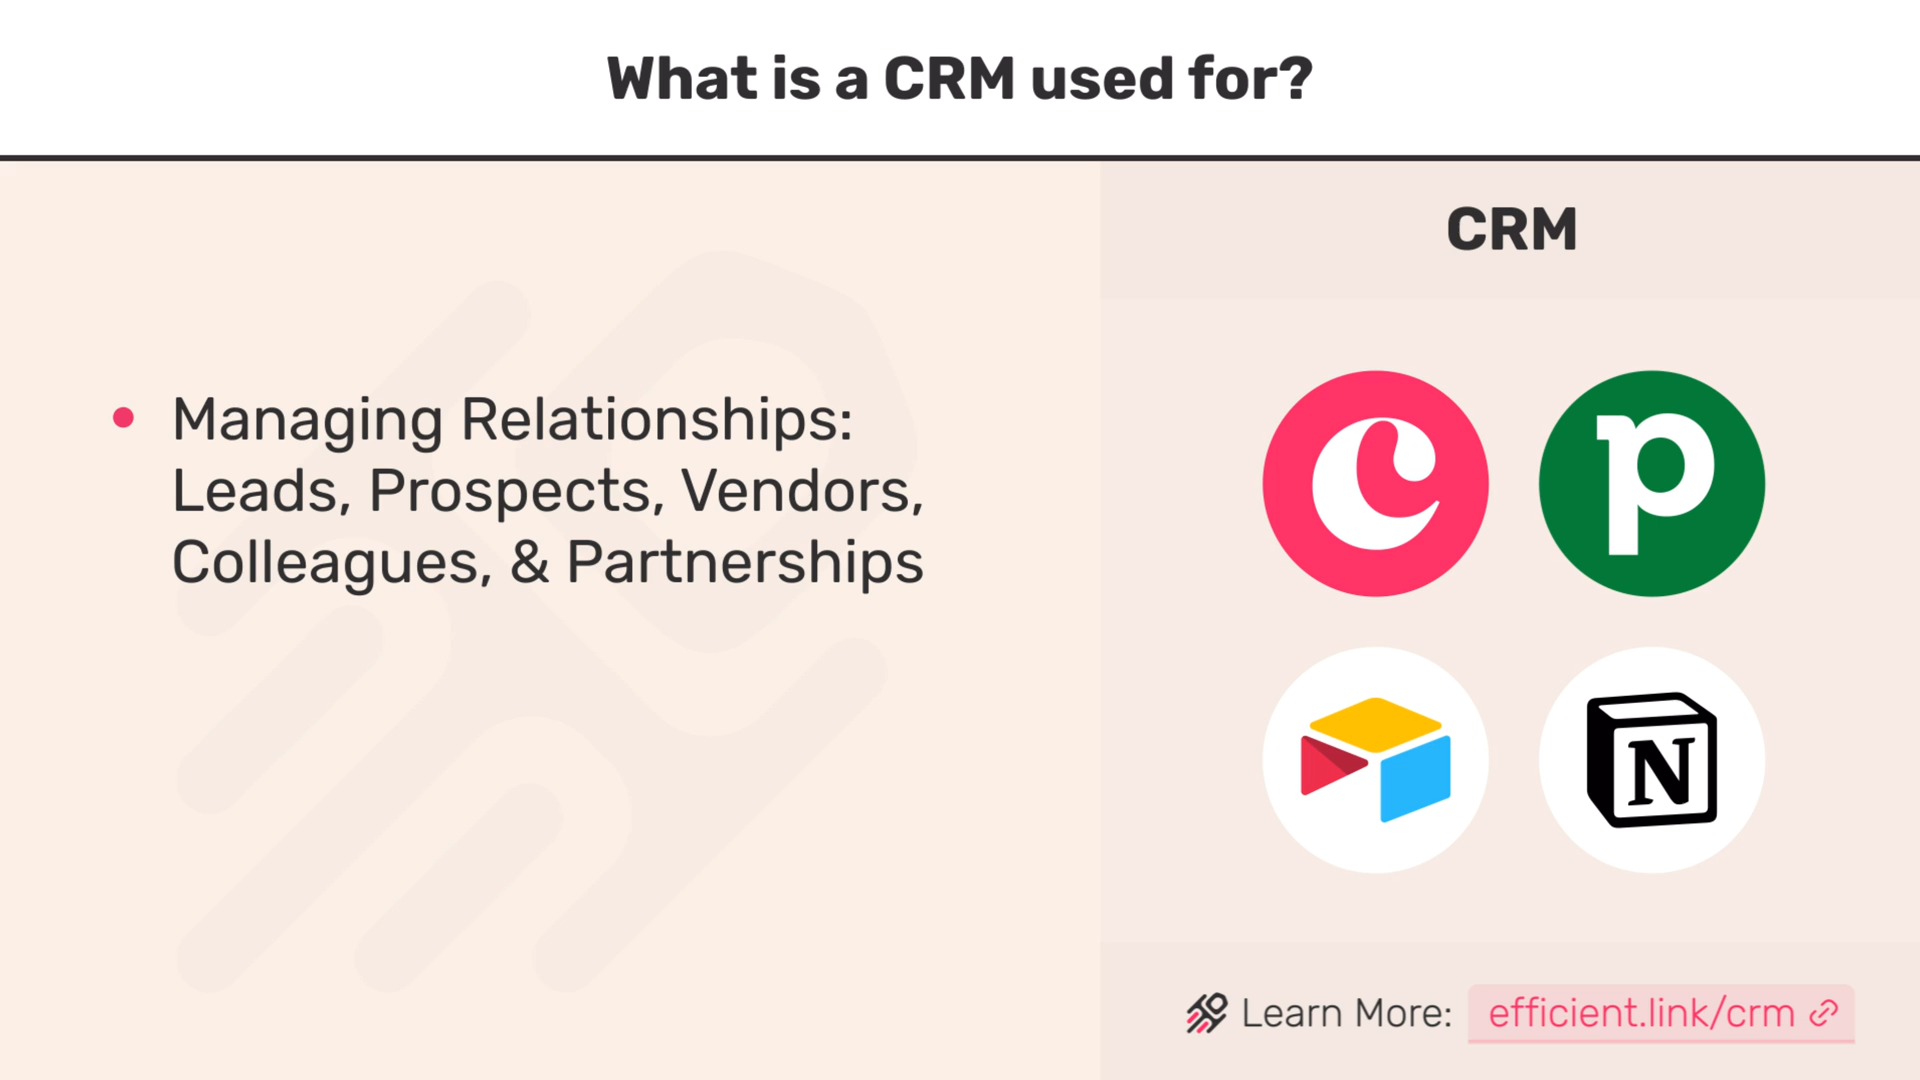 What is a CRM used for?
Managing Relationships:
Leads, Prospects, Vendors,
Colleagues, & Partnerships
CRM
C
p
N
Learn More: efficient.link/crm